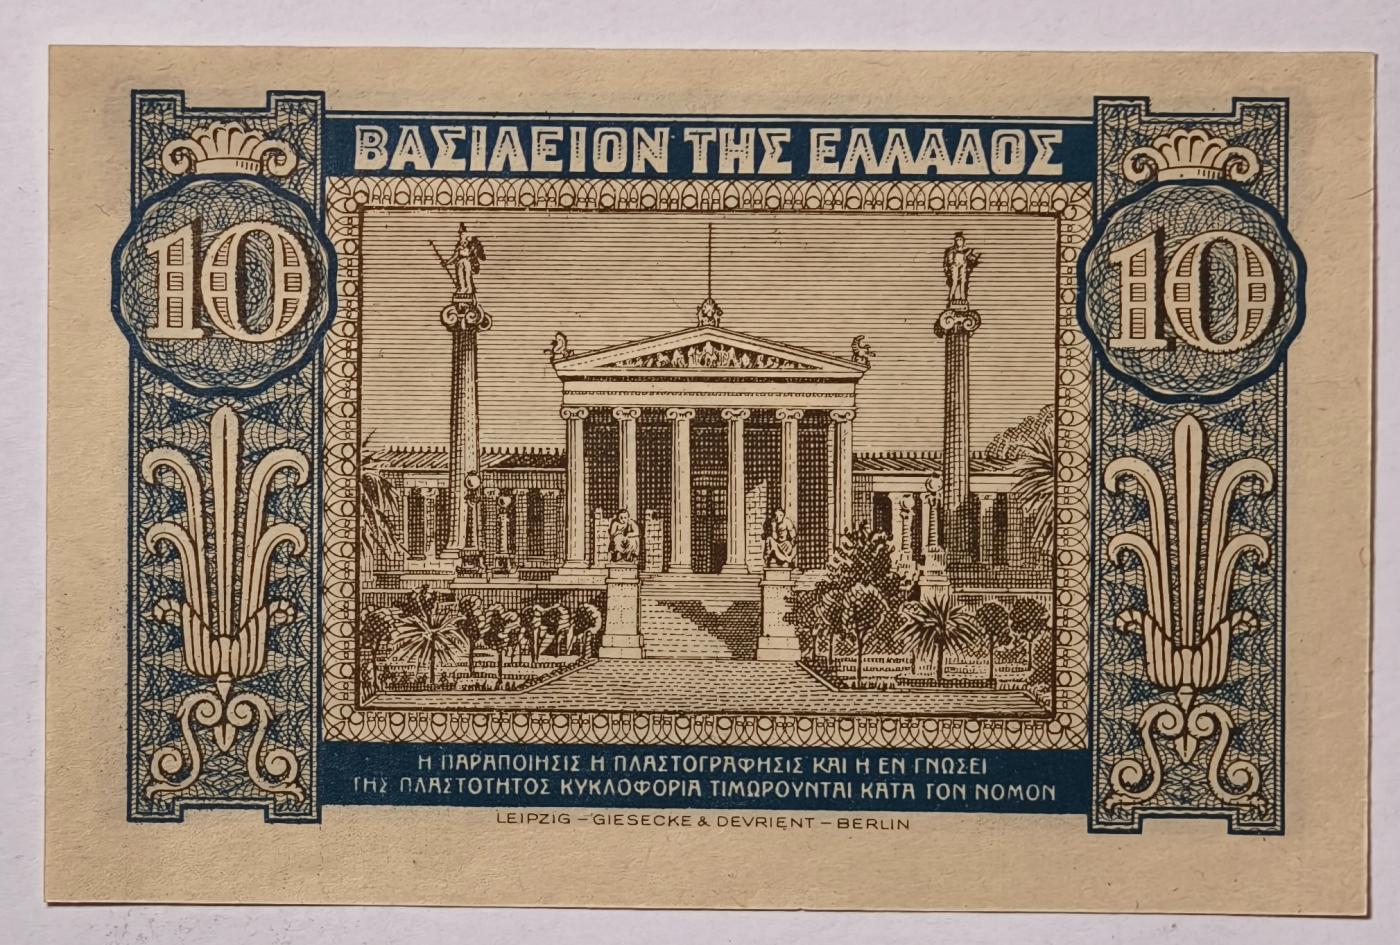 ΒΑΣΙΛΕΙΟΝ ΤΗΣ ΕΛΛΑΔΟΣ
10 10
Η ΠΑΡΑΠΟΙΗΣΙΣ Η ΠΛΑΣΤΟΓΡΑΦΗΣΙΣ ΚΑΙ Η ΕΝ ΓΝΩΣΕΙ
ΤΗΣ ΠΛΑΣΤΟΤΗΤΟΣ ΚΥΚΛΟΦΟΡΙΑ ΤΙΜΩΡΟΥΝΤΑΙ ΚΑΤΑ ΤΟΝ ΝΟΜΟΝ
LEIPZIG – GIESECKE & DEVRIENT – BERLIN